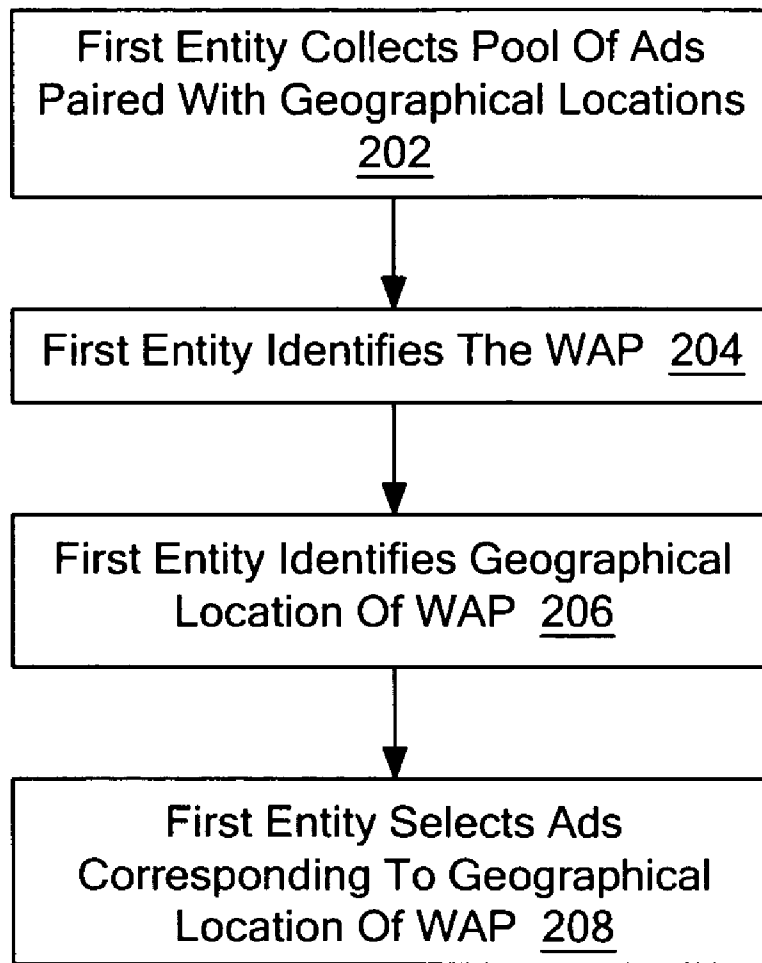 First Entity Collects Pool Of Ads
Paired With Geographical Locations
202
First Entity Identifies The WAP 204
First Entity Identifies Geographical
Location Of WAP 206
First Entity Selects Ads
Corresponding To Geographical
Location Of WAP 208